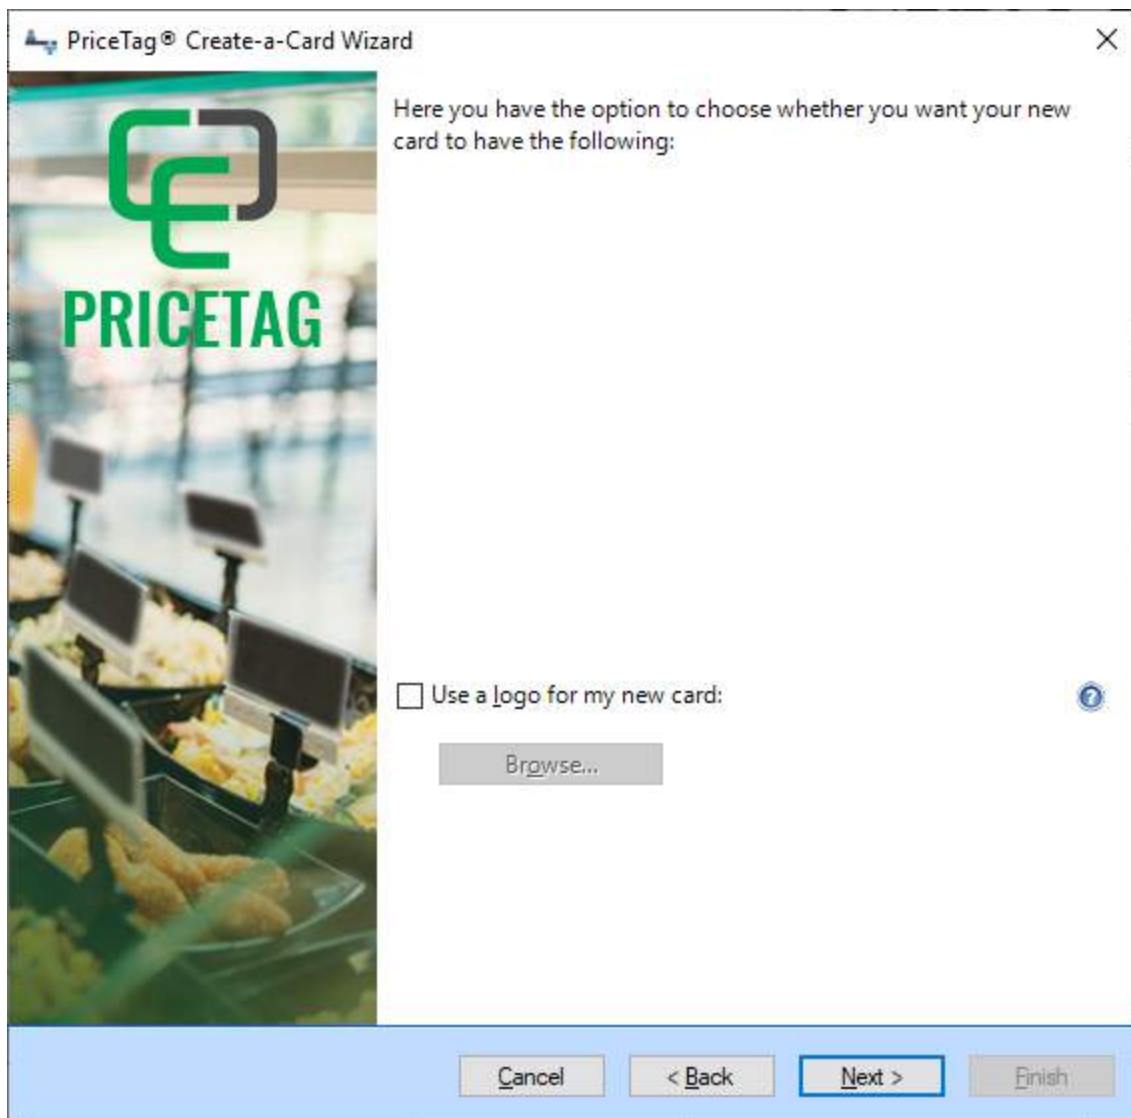 PriceTag® Create-a-Card Wizard
Here you have the option to choose whether you want your new
card to have the following:
PRICETAG
Use a logo for my new card:
Browse...
Cancel
< Back
Next >
Finish